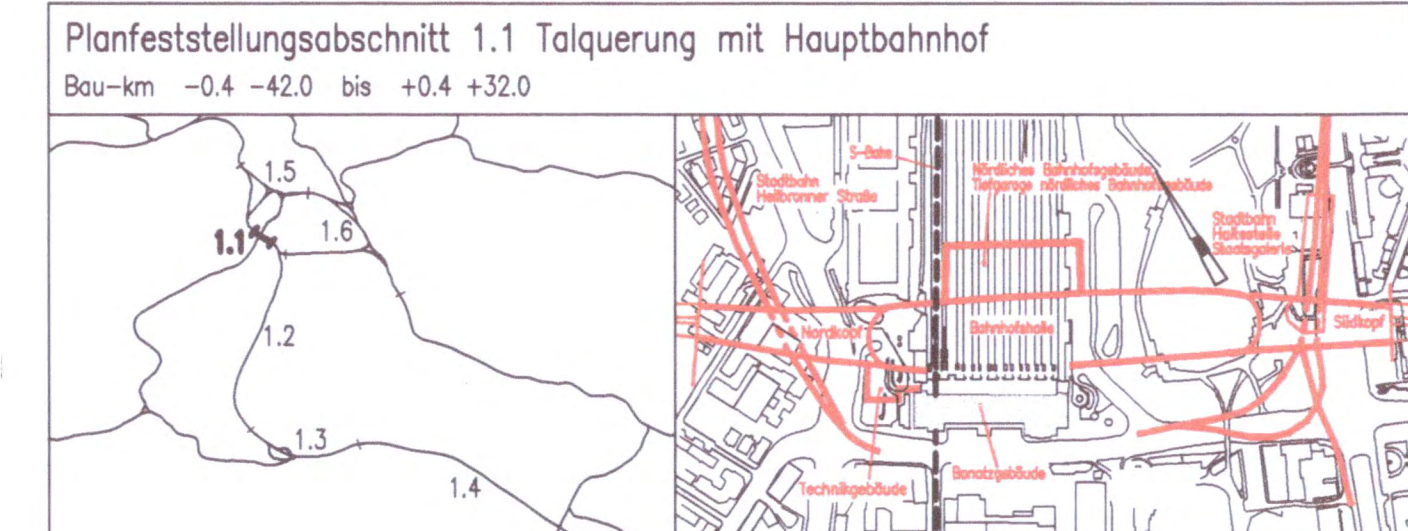 Planfeststellungsabschnitt 1.1 Talquerung mit Hauptbahnhof
Bau-km -0.4 -42.0 bis +0.4 +32.0
1.5
1.1
1.6
1.2
1.3
1.4
S-Bahn
Stadtbahn
Heilbronner Straße
Nördliches Bahnhofsgebäude
Tiefgarage nördliches Bahnhofsgebäude
Stadtbahn
Haltestelle
Staatsgalerie
Nordkopf
Bahnhofshalle
Südkopf
Technikgebäude
Bonatzgebäude